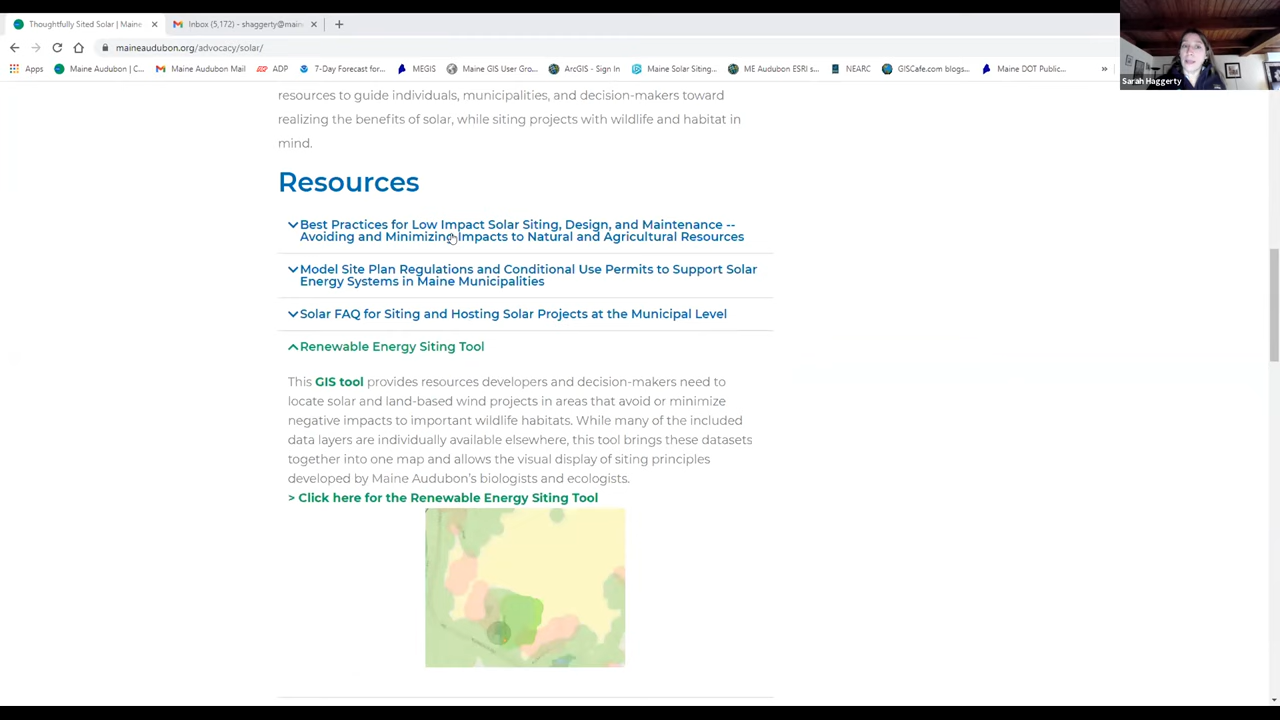 Thoughtfully Sited Solar | Maine
Inbox (5,172) - shaggerty@main
maineaudubon.org/advocacy/solar/
Apps
Maine Audubon | C...
Maine Audubon Mail
ADP
7-Day Forecast for...
MEGIS
Maine GIS User Gro...
ArcGIS - Sign In
Maine Solar Siting...
ME Audubon ESRI s...
NEARC
GISCafe.com blogs...
Maine DOT Public...
Sarah Haggerty
resources to guide individuals, municipalities, and decision-makers toward
realizing the benefits of solar, while siting projects with wildlife and habitat in
mind.
Resources
Best Practices for Low Impact Solar Siting, Design, and Maintenance --
Avoiding and Minimizing Impacts to Natural and Agricultural Resources
Model Site Plan Regulations and Conditional Use Permits to Support Solar
Energy Systems in Maine Municipalities
Solar FAQ for Siting and Hosting Solar Projects at the Municipal Level
Renewable Energy Siting Tool
This GIS tool provides resources developers and decision-makers need to
locate solar and land-based wind projects in areas that avoid or minimize
negative impacts to important wildlife habitats. While many of the included
data layers are individually available elsewhere, this tool brings these datasets
together into one map and allows the visual display of siting principles
developed by Maine Audubon's biologists and ecologists.
> Click here for the Renewable Energy Siting Tool